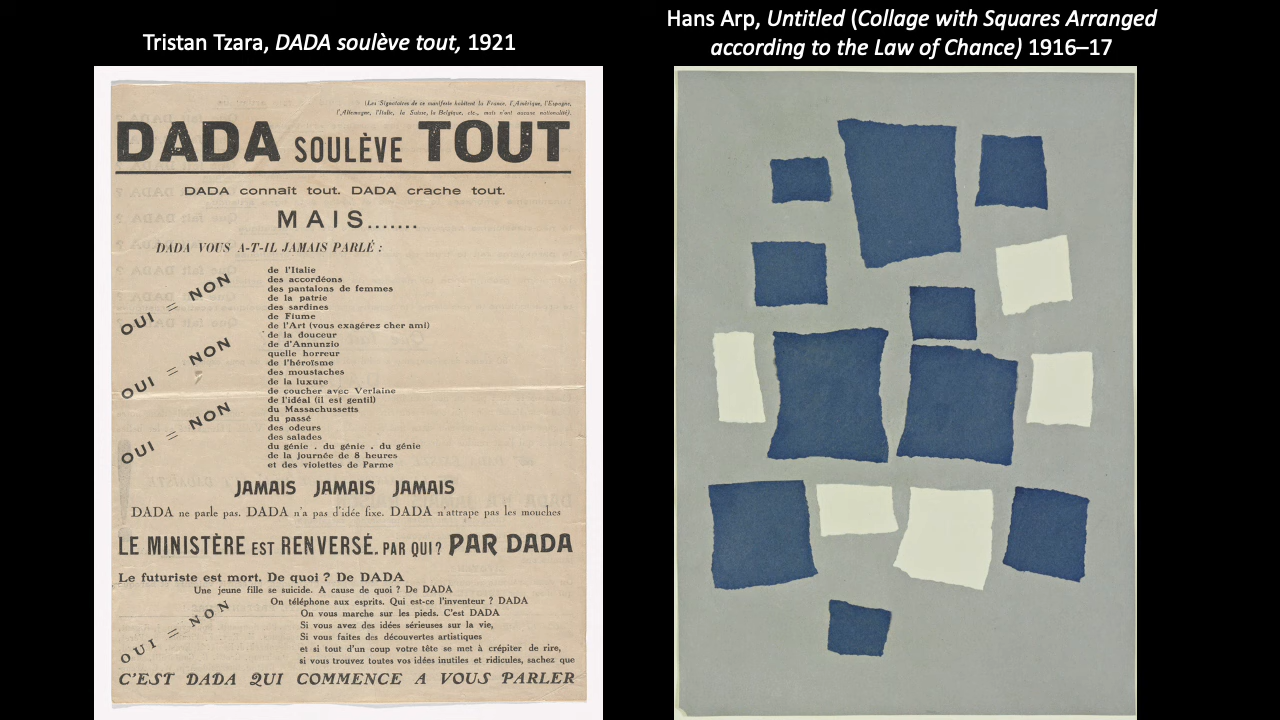 Tristan Tzara, DADA soulève tout, 1921
(Les Signataires de ce manifeste habitent la France, l'Amérique, l'Espagne,
l'Allemagne, l'Italie, la Suisse, la Belgique, etc., mais n'ont aucune nationalité).
DADA SOULÈVE TOUT
DADA connaît tout. DADA crache tout.
MAIS.......
DADA VOUS A-T-IL JAMAIS PARLÉ :
de l'Italie
des accordéons
des pantalons de femmes
de la patrie
des sardines
de Fiume
de l'Art (vous exagérez cher ami)
de la douceur
de d'Annunzio
quelle horreur
de l'héroïsme
des moustaches
de la luxure
de coucher avec Verlaine
de l'idéal (il est gentil)
du Massachussetts
du passé
des odeurs
des salades
du génie . du génie . du génie
de la journée de 8 heures
et des violettes de Parme
OUI = NON
OUI = NON
OUI = NON
JAMAIS JAMAIS JAMAIS
DADA ne parle pas. DADA n'a pas d'idée fixe. DADA n'attrape pas les mouches
LE MINISTÈRE EST RENVERSÉ. PAR QUI? PAR DADA
Le futuriste est mort. De quoi ? De DADA
Une jeune fille se suicide. A cause de quoi ? De DADA
On téléphone aux esprits. Qui est-ce l'inventeur ? DADA
On vous marche sur les pieds. C'est DADA
Si vous avez des idées sérieuses sur la vie,
Si vous faites des découvertes artistiques
et si tout d'un coup votre tête se met à crépiter de rire,
si vous trouvez toutes vos idées inutiles et ridicules, sachez que
OUI = NON
C'EST DADA QUI COMMENCE A VOUS PARLER
Hans Arp, Untitled (Collage with Squares Arranged
according to the Law of Chance) 1916–17